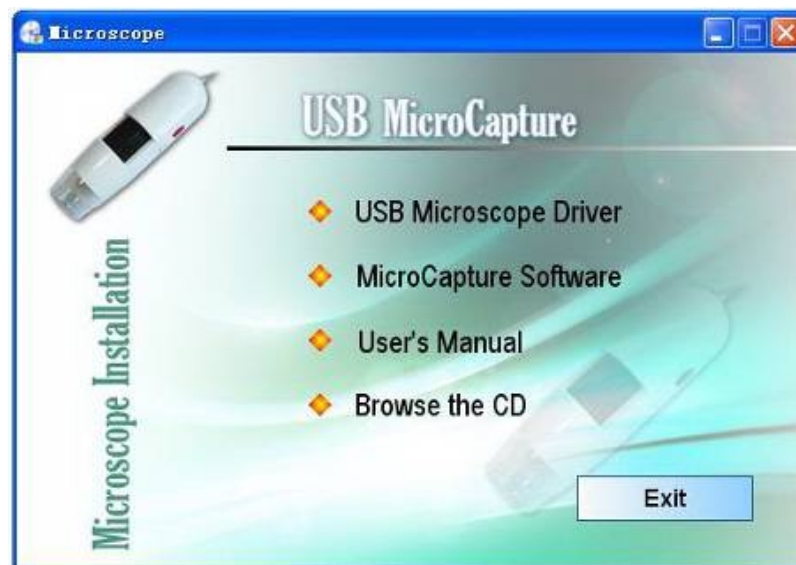 Microscope
USB MicroCapture
USB Microscope Driver
MicroCapture Software
User's Manual
Browse the CD
Microscope Installation
Exit